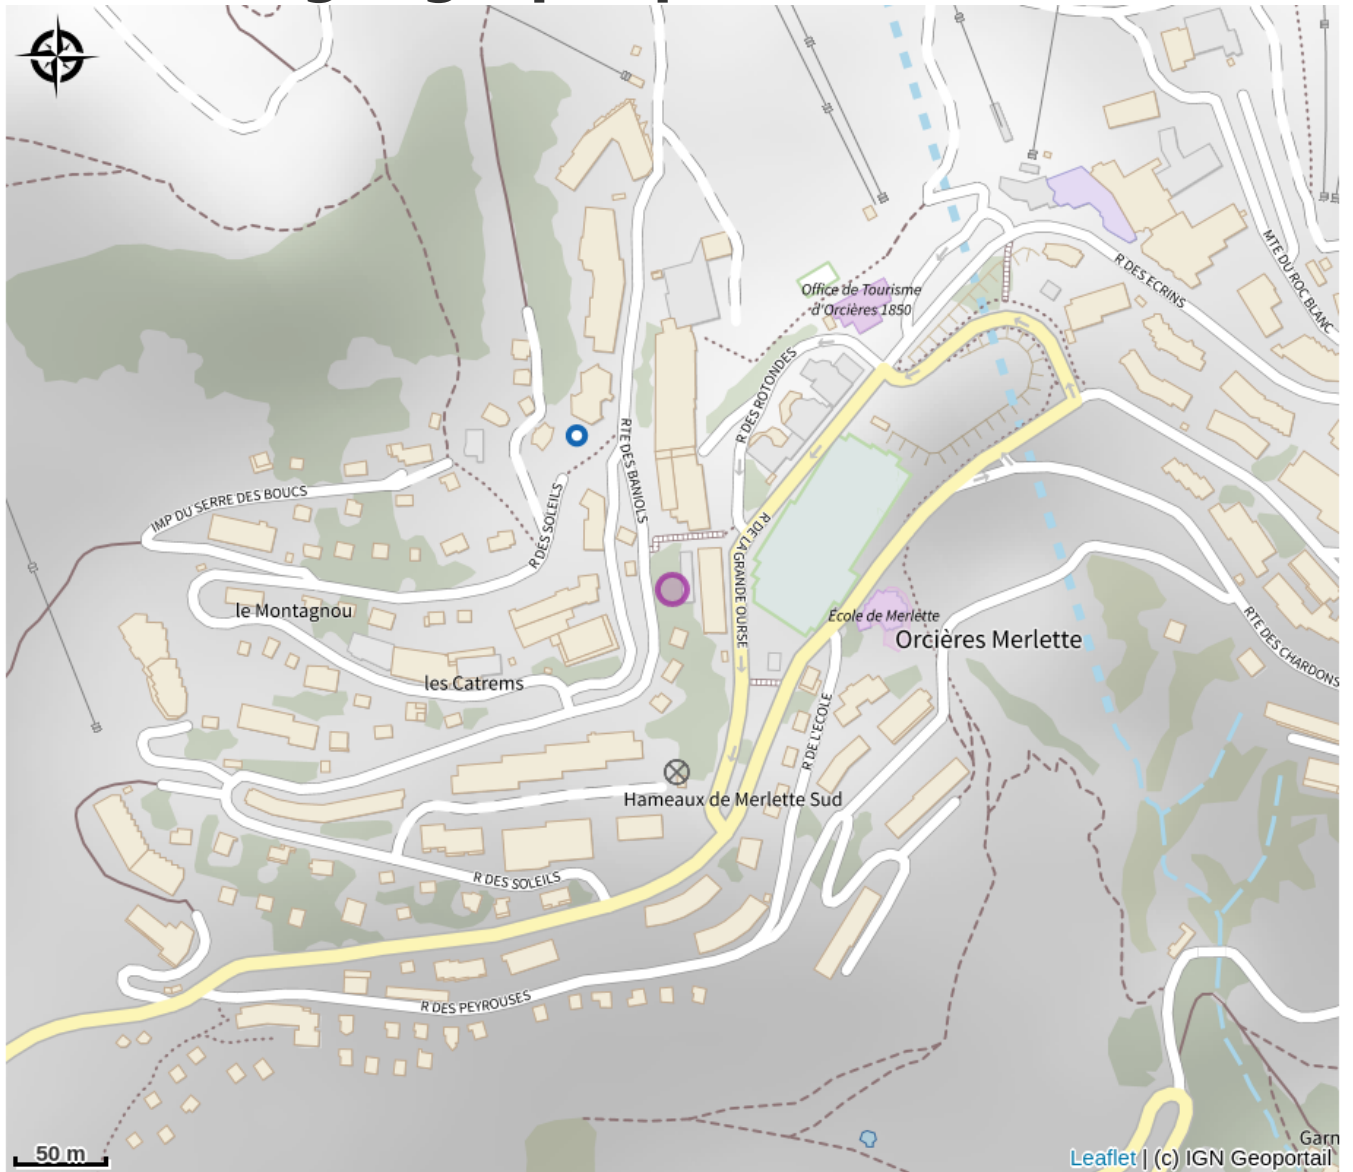 MTE DU ROC BLANC
R DES ECRINS
Office de Tourisme
d'Orcières 1850
R DES ROTONDES
RTE DES BANIOLS
IMP DU SERRE DES BOUCS
R DES SOLEILS
R DE LA GRANDE OURSE
le Montagnou
École de Merlette
Orcières Merlette
RTE DES CHARDONS
les Catrems
R DE L'ECOLE
Hameaux de Merlette Sud
R DES SOLEILS
R DES PEYROUSES
Garn
50 m
Leaflet | (c) IGN Geoportail